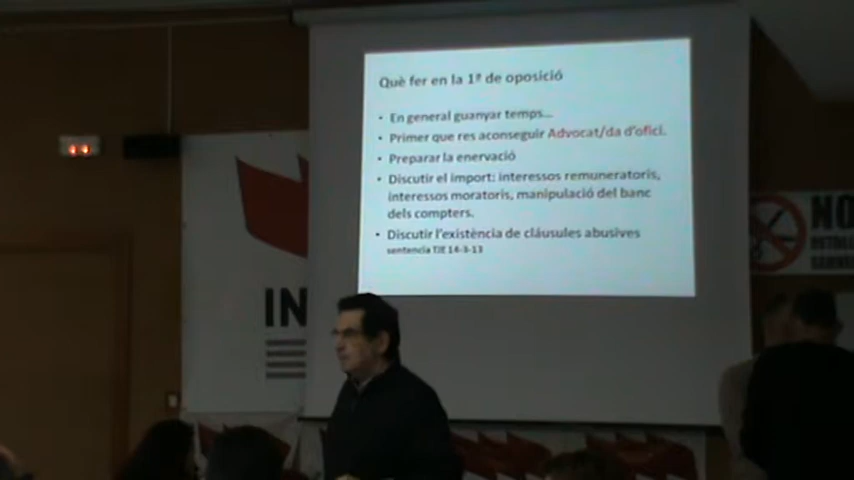 Què fer en la 1ª de oposició
• En general guanyar temps...
• Primer que res aconseguir Advocat/da d'ofici.
• Preparar la enervació
• Discutir el import: interessos remuneratoris,
interessos moratoris, manipulació del banc
dels compters.
• Discutir l'existència de cláusules abusives
sentencia TJE 14-3-13
IN
NO